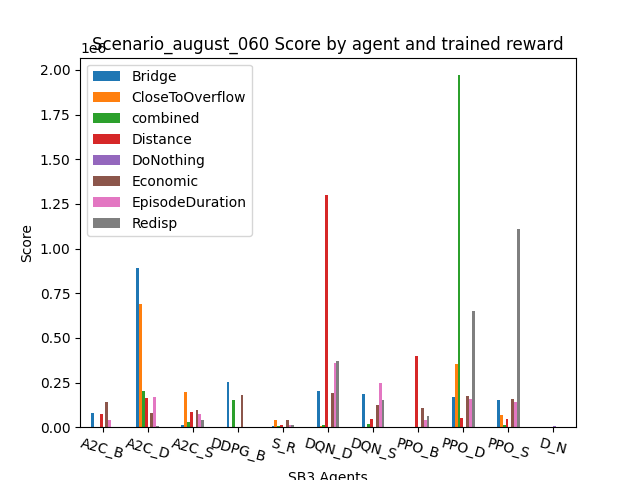 Scenario_august_060 Score by agent and trained reward
1e6
2.00
1.75
1.50
1.25
1.00
0.75
0.50
0.25
0.00
Score
Bridge
CloseToOverflow
combined
Distance
DoNothing
Economic
EpisodeDuration
Redisp
A2C_B A2C_D A2C_S DDPG_B S_R DQN_D DQN_S PPO_B PPO_D PPO_S D_N
SB3 Agents